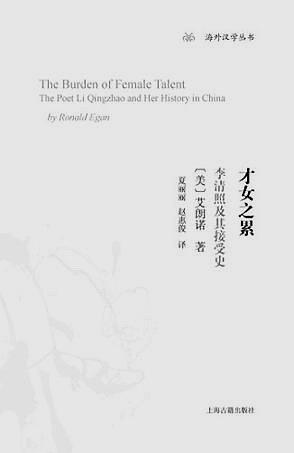 海外汉学丛书
The Burden of Female Talent
The Poet Li Qingzhao and Her History in China
by Ronald Egan
才女之累
李清照及其接受史
〔美〕艾朗诺 著
夏丽丽 赵惠俊 译
上海古籍出版社